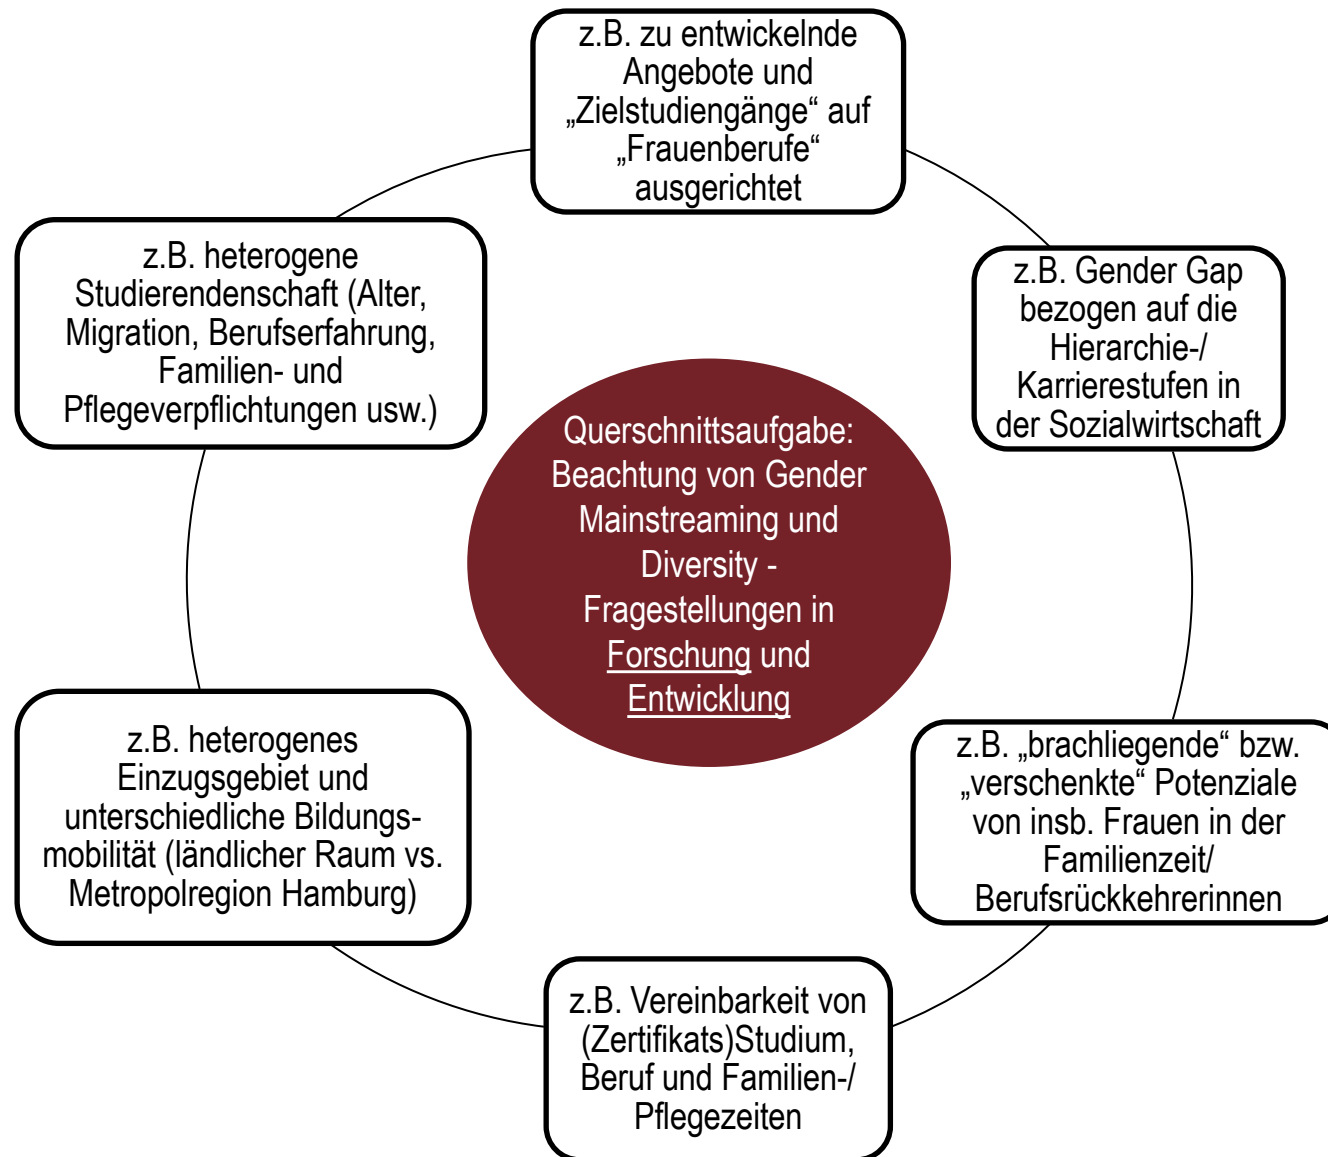 z.B. zu entwickelnde
Angebote und
„Zielstudiengänge“ auf
„Frauenberufe“
ausgerichtet
z.B. Gender Gap
bezogen auf die
Hierarchie-/
Karrierestufen in
der Sozialwirtschaft
z.B. „brachliegende“ bzw.
„verschenkte“ Potenziale
von insb. Frauen in der
Familienzeit/
Berufsrückkehrerinnen
z.B. Vereinbarkeit von
(Zertifikats)Studium,
Beruf und Familien-/
Pflegezeiten
z.B. heterogenes
Einzugsgebiet und
unterschiedliche Bildungs-
mobilität (ländlicher Raum vs.
Metropolregion Hamburg)
z.B. heterogene
Studierendenschaft (Alter,
Migration, Berufserfahrung,
Familien- und
Pflegeverpflichtungen usw.)
Querschnittsaufgabe:
Beachtung von Gender
Mainstreaming und
Diversity -
Fragestellungen in
Forschung und
Entwicklung